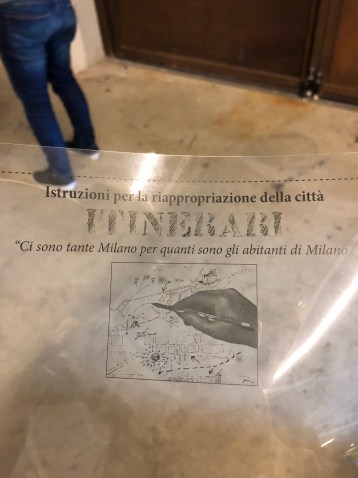 Istruzioni per la riappropriazione della città
ITINERARI
“Ci sono tante Milano per quanti sono gli abitanti di Milano